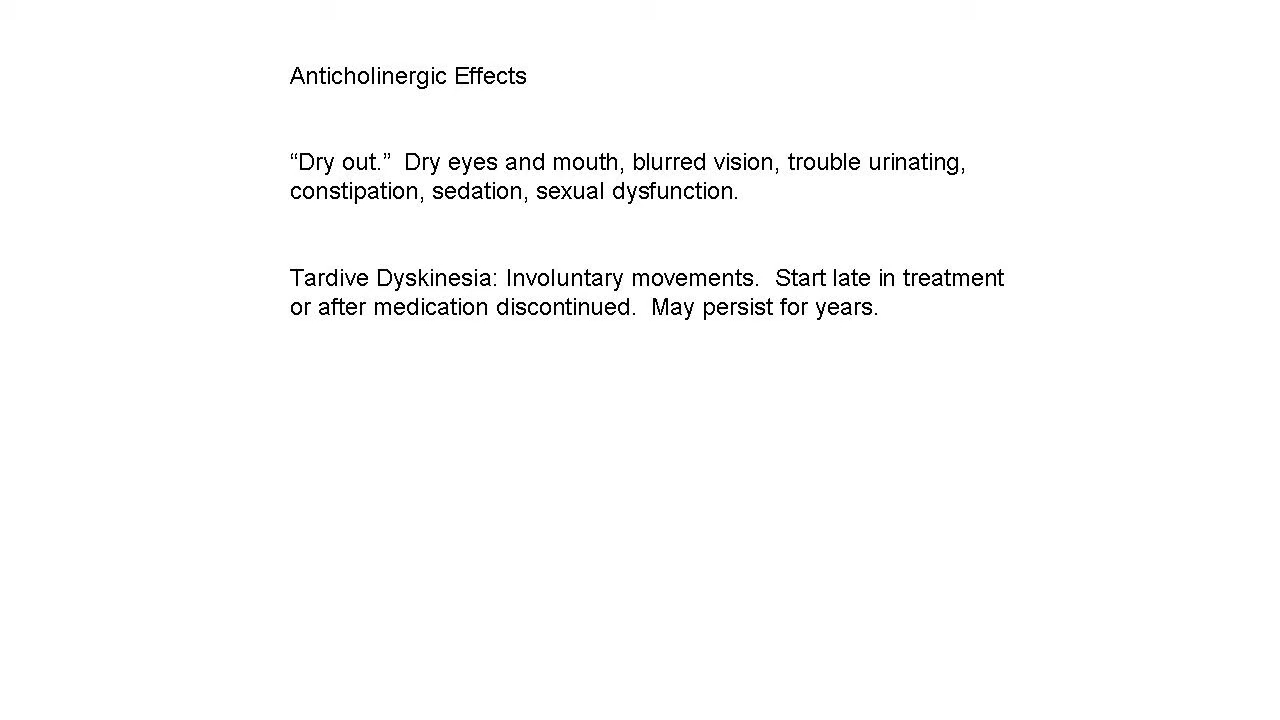 Anticholinergic Effects
“Dry out.”  Dry eyes and mouth, blurred vision, trouble urinating,
constipation, sedation, sexual dysfunction.
Tardive Dyskinesia: Involuntary movements.  Start late in treatment
or after medication discontinued.  May persist for years.